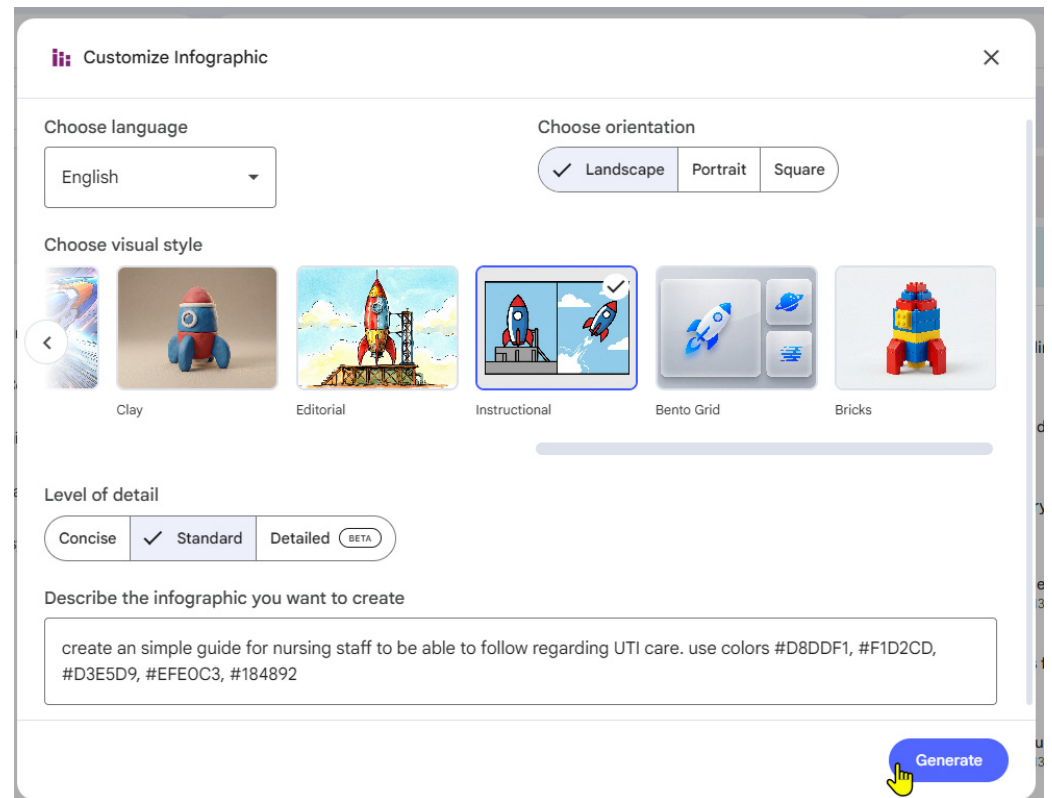 Customize Infographic
Choose language
Choose orientation
English
Landscape
Portrait
Square
Choose visual style
Clay
Editorial
Instructional
Bento Grid
Bricks
Level of detail
Concise
Standard
Detailed BETA
Describe the infographic you want to create
create an simple guide for nursing staff to be able to follow regarding UTI care. use colors #D8DDF1, #F1D2CD,
#D3E5D9, #EFE0C3, #184892
Generate